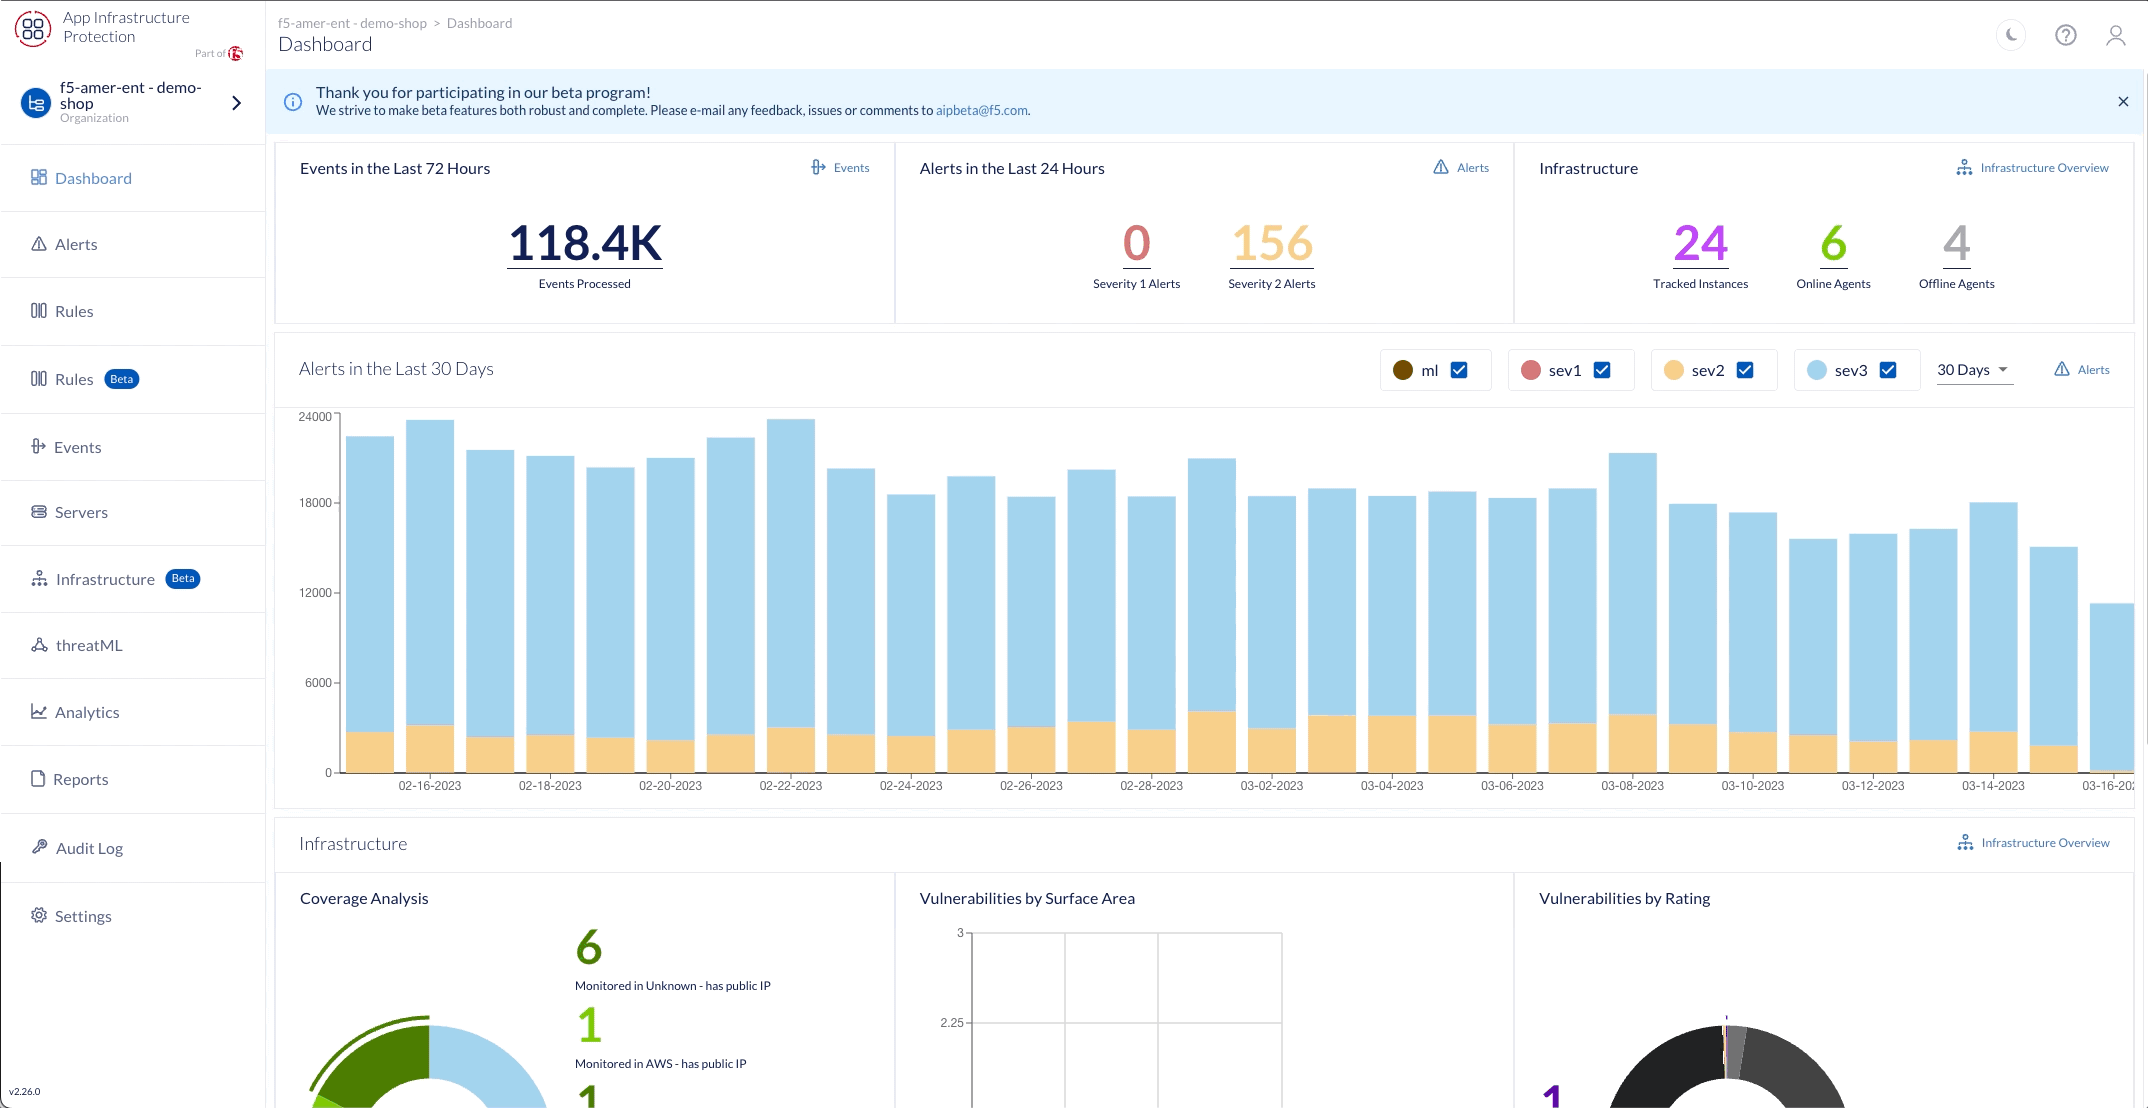 App Infrastructure
Protection
Part of f5
f5-amer-ent - demo-
shop
Organization
Dashboard
Alerts
Rules
Rules Beta
Events
Servers
Infrastructure Beta
threatML
Analytics
Reports
Audit Log
Settings
v2.26.0
f5-amer-ent - demo-shop > Dashboard
Dashboard
Thank you for participating in our beta program!
We strive to make beta features both robust and complete. Please e-mail any feedback, issues or comments to aipbeta@f5.com.
Events in the Last 72 Hours
Events
118.4K
Events Processed
Alerts in the Last 24 Hours
Alerts
0
Severity 1 Alerts
156
Severity 2 Alerts
Infrastructure
Infrastructure Overview
24
Tracked Instances
6
Online Agents
4
Offline Agents
Alerts in the Last 30 Days
ml
sev1
sev2
sev3
30 Days
Alerts
24000
18000
12000
6000
0
02-16-2023
02-18-2023
02-20-2023
02-22-2023
02-24-2023
02-26-2023
02-28-2023
03-02-2023
03-04-2023
03-06-2023
03-08-2023
03-10-2023
03-12-2023
03-14-2023
03-16-202
Infrastructure
Infrastructure Overview
Coverage Analysis
6
Monitored in Unknown - has public IP
1
Monitored in AWS - has public IP
1
Vulnerabilities by Surface Area
3
2.25
Vulnerabilities by Rating
1